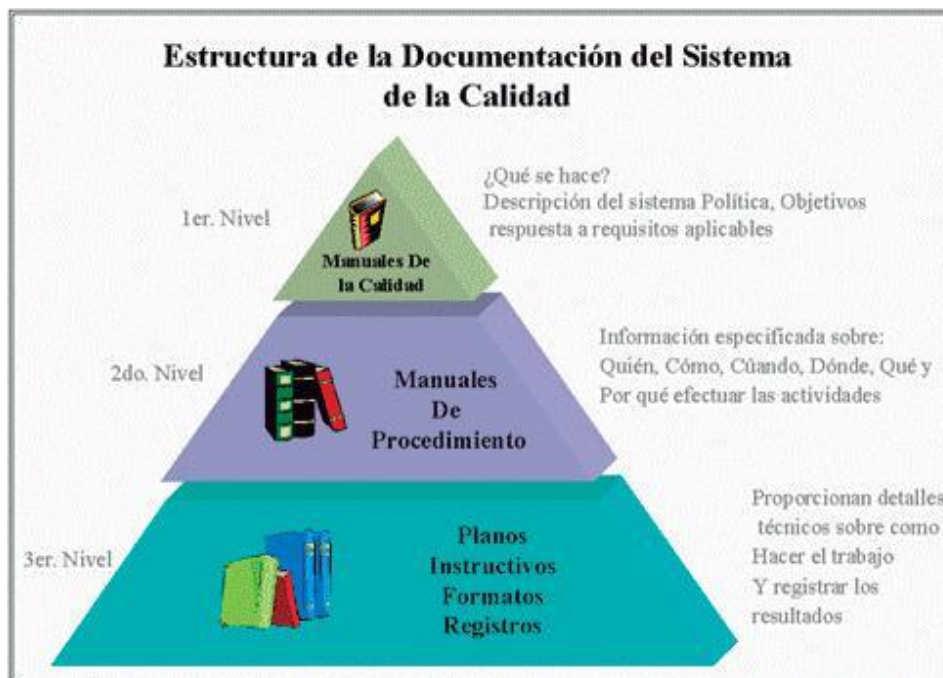 Estructura de la Documentación del Sistema
de la Calidad
1er. Nivel
Manuales De
la Calidad
¿Qué se hace?
Descripción del sistema Política, Objetivos
respuesta a requisitos aplicables
2do. Nivel
Manuales
De
Procedimiento
Información especificada sobre:
Quién, Cómo, Cúando, Dónde, Qué y
Por qué efectuar las actividades
3er. Nivel
Planos
Instructivos
Formatos
Registros
Proporcionan detalles
técnicos sobre como
Hacer el trabajo
Y registrar los
resultados